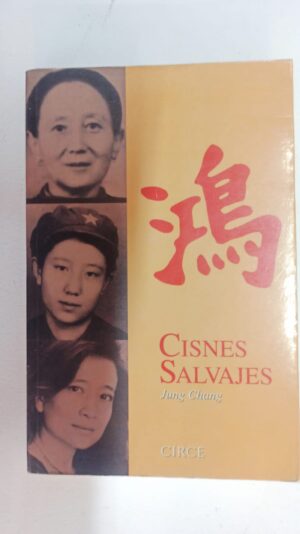 鴻
CISNES
SALVAJES
Jung Chang
CIRCE